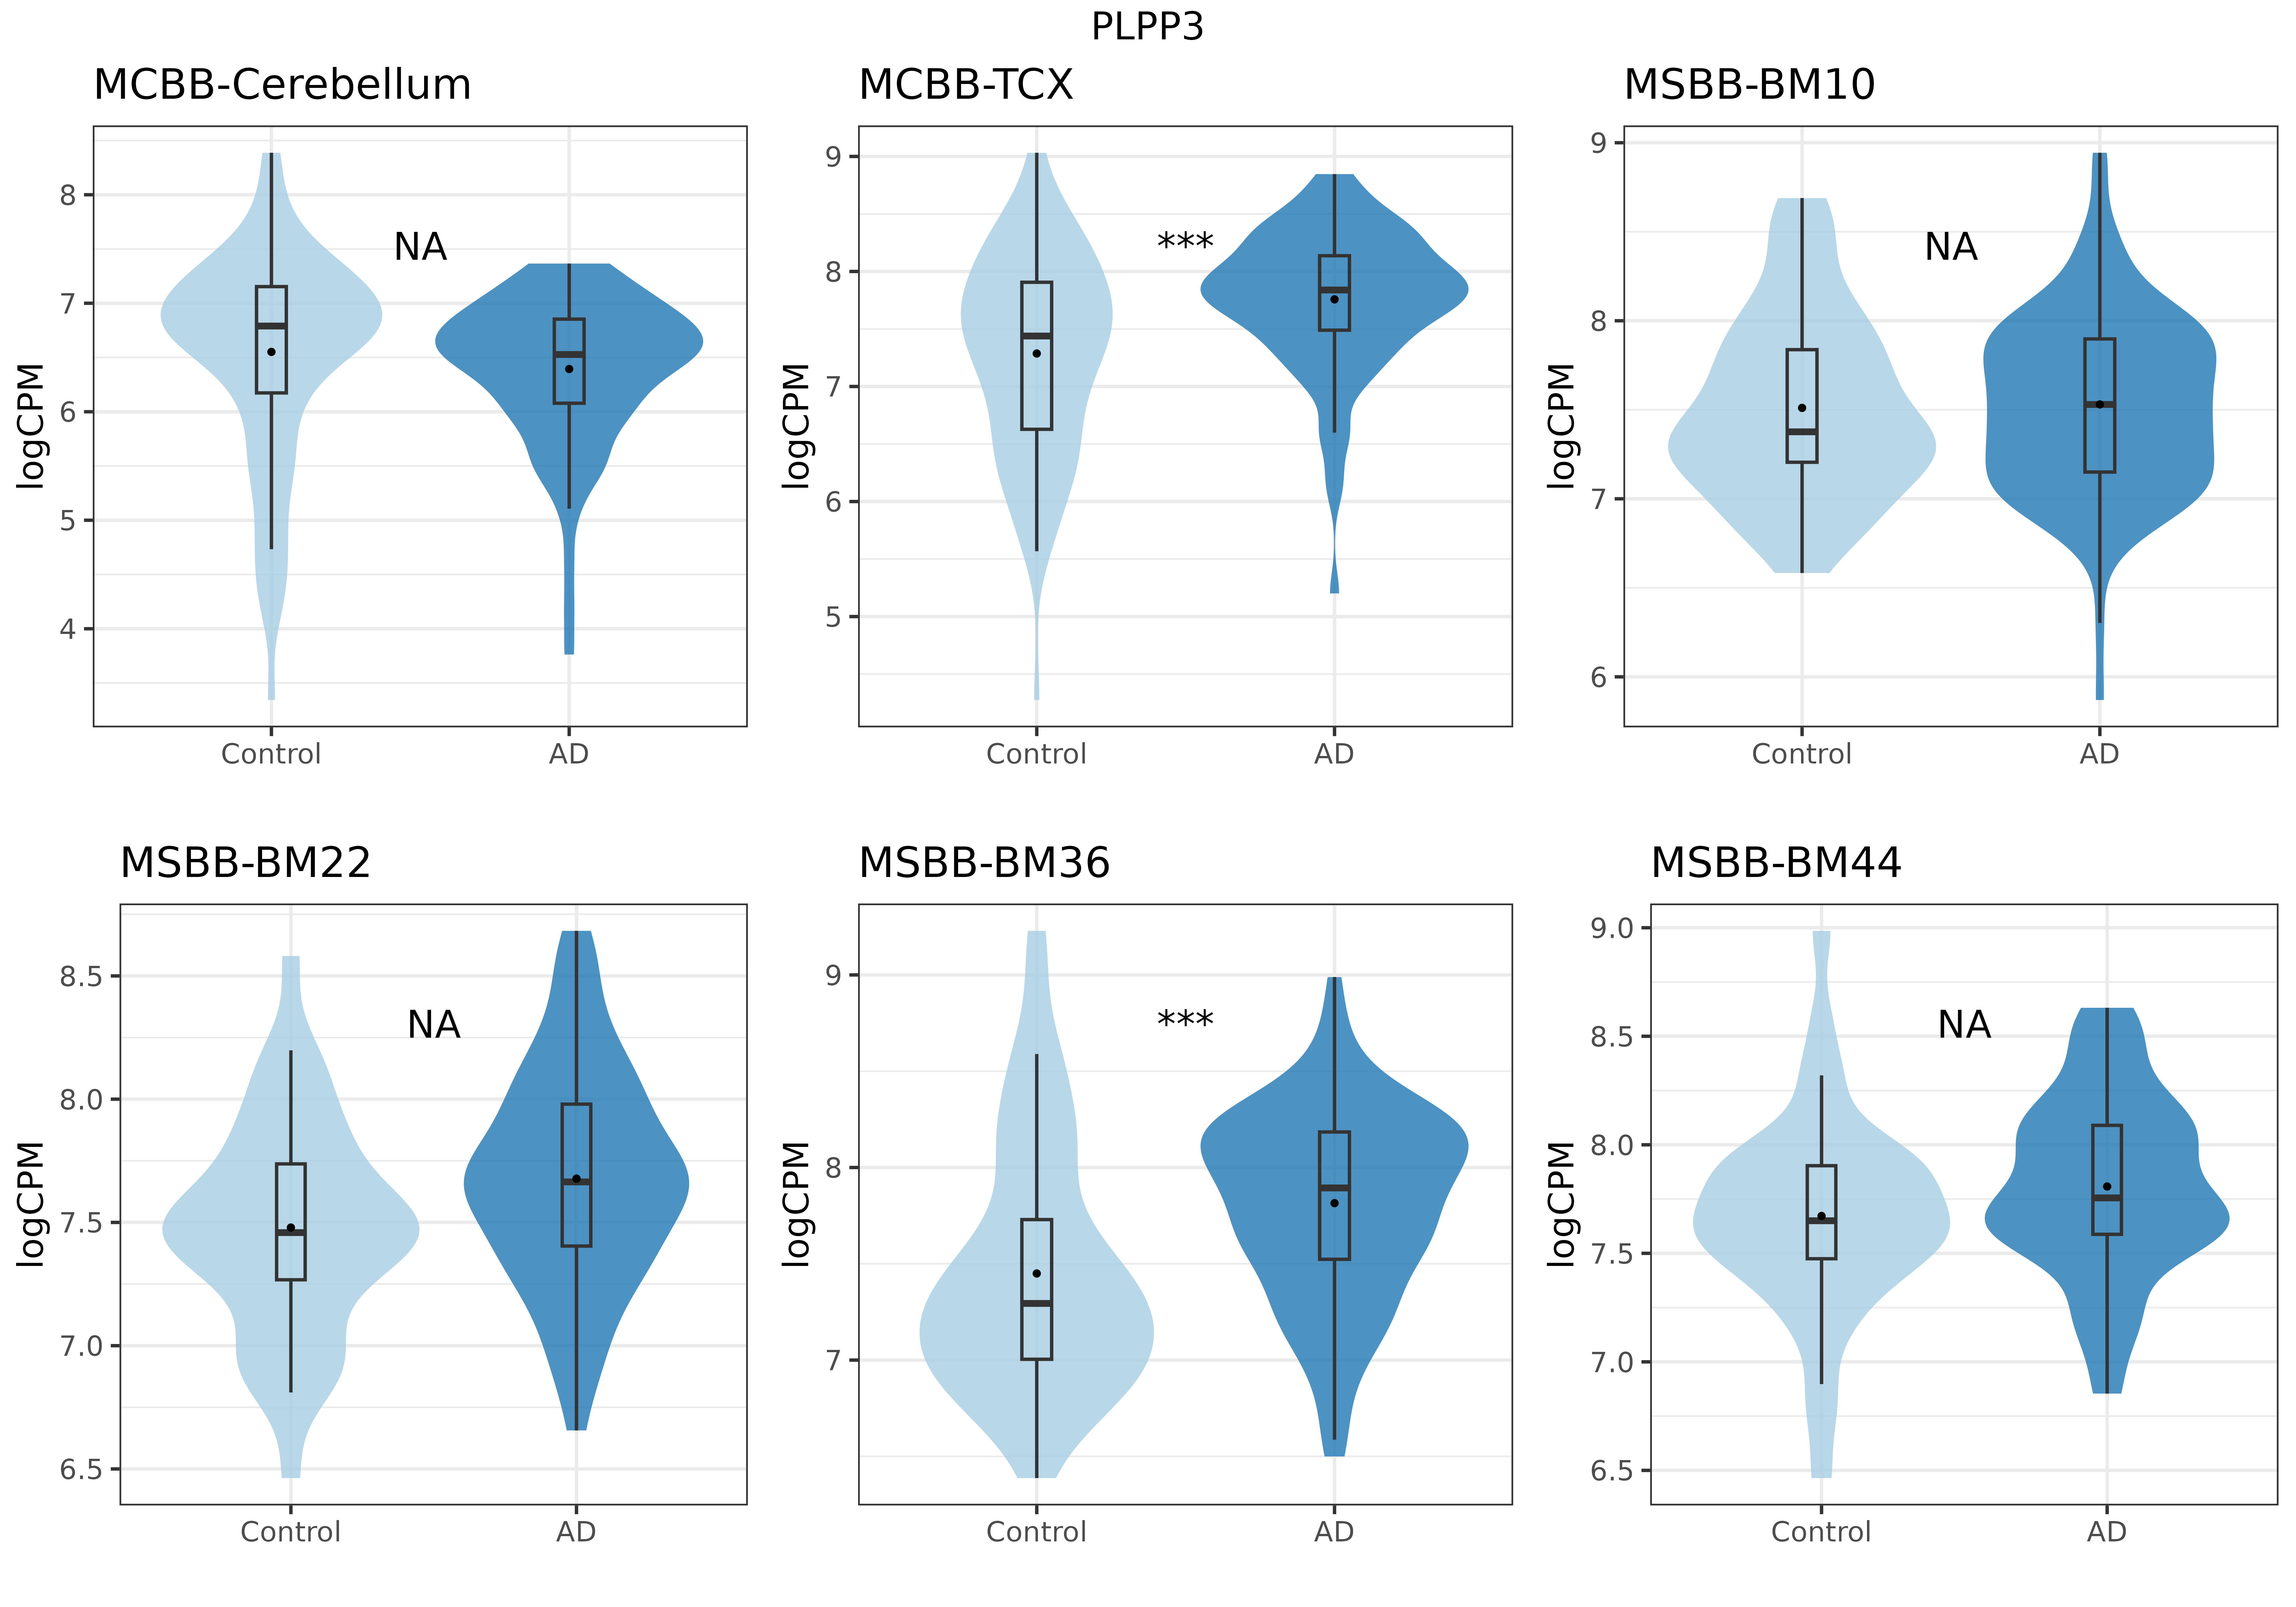 PLPP3
MCBB-Cerebellum
logCPM
8
7
6
5
4
NA
Control AD
MCBB-TCX
logCPM
9
8
7
6
5
***
Control AD
MSBB-BM10
logCPM
9
8
7
6
NA
Control AD
MSBB-BM22
logCPM
8.5
8.0
7.5
7.0
6.5
NA
Control AD
MSBB-BM36
logCPM
9
8
7
***
Control AD
MSBB-BM44
logCPM
9.0
8.5
8.0
7.5
7.0
6.5
NA
Control AD